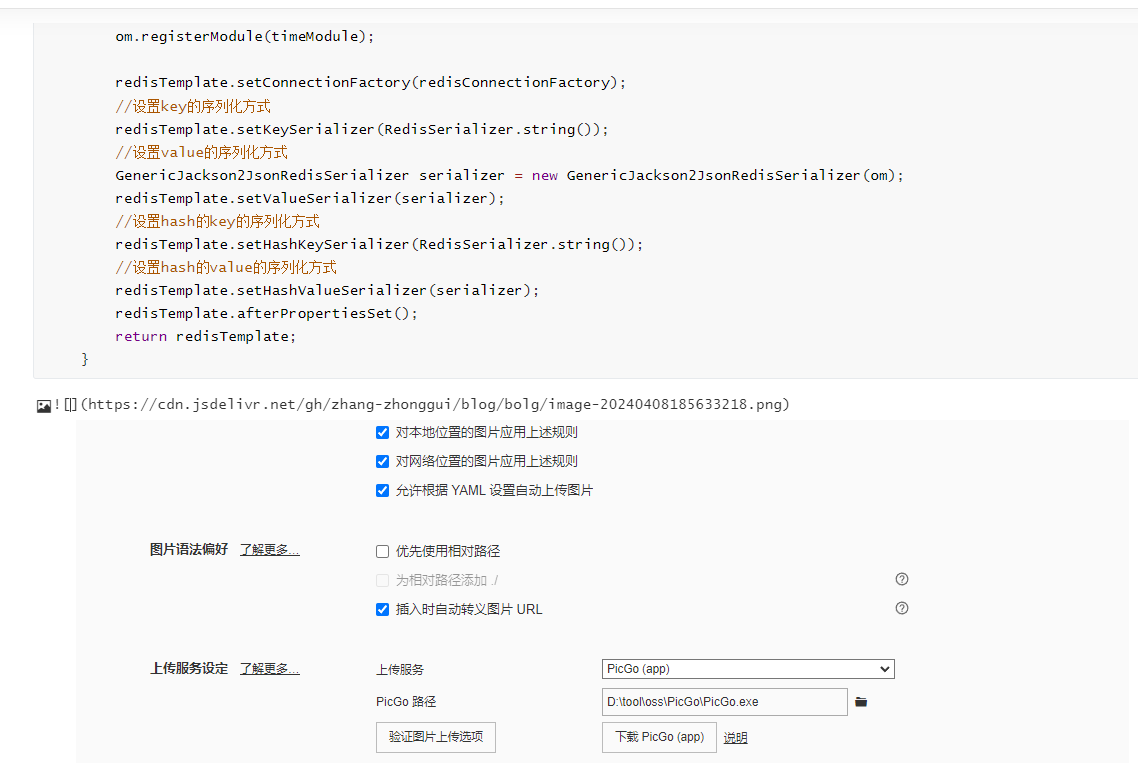 om.registerModule(timeModule);
redisTemplate.setConnectionFactory(redisConnectionFactory);
//设置key的序列化方式
redisTemplate.setKeySerializer(RedisSerializer.string());
//设置value的序列化方式
GenericJackson2JsonRedisSerializer serializer = new GenericJackson2JsonRedisSerializer(om);
redisTemplate.setValueSerializer(serializer);
//设置hash的key的序列化方式
redisTemplate.setHashKeySerializer(RedisSerializer.string());
//设置hash的value的序列化方式
redisTemplate.setHashValueSerializer(serializer);
redisTemplate.afterPropertiesSet();
return redisTemplate;
}
![](https://cdn.jsdelivr.net/gh/zhang-zhonggui/blog/bolg/image-20240408185633218.png)
对本地位置的图片应用上述规则
对网络位置的图片应用上述规则
允许根据 YAML 设置自动上传图片
图片语法偏好 了解更多... 优先使用相对路径
为相对路径添加 ./
插入时自动转义图片 URL
上传服务设定 了解更多... 上传服务 PicGo (app)
PicGo 路径 D:\tool\oss\PicGo\PicGo.exe
验证图片上传选项 下载 PicGo (app) 说明